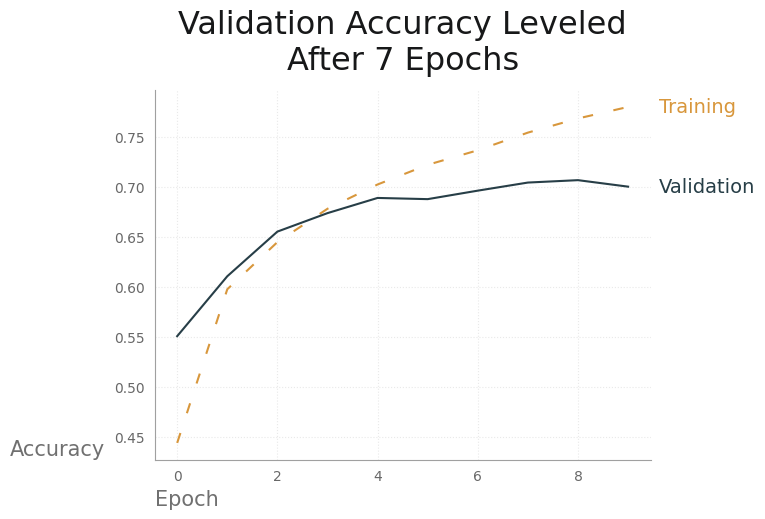 Validation Accuracy Leveled
After 7 Epochs
Training
0.75
0.70
Validation
0.65
0.60
0.55
0.50
0.45
Accuracy
0 2 4 6 8
Epoch